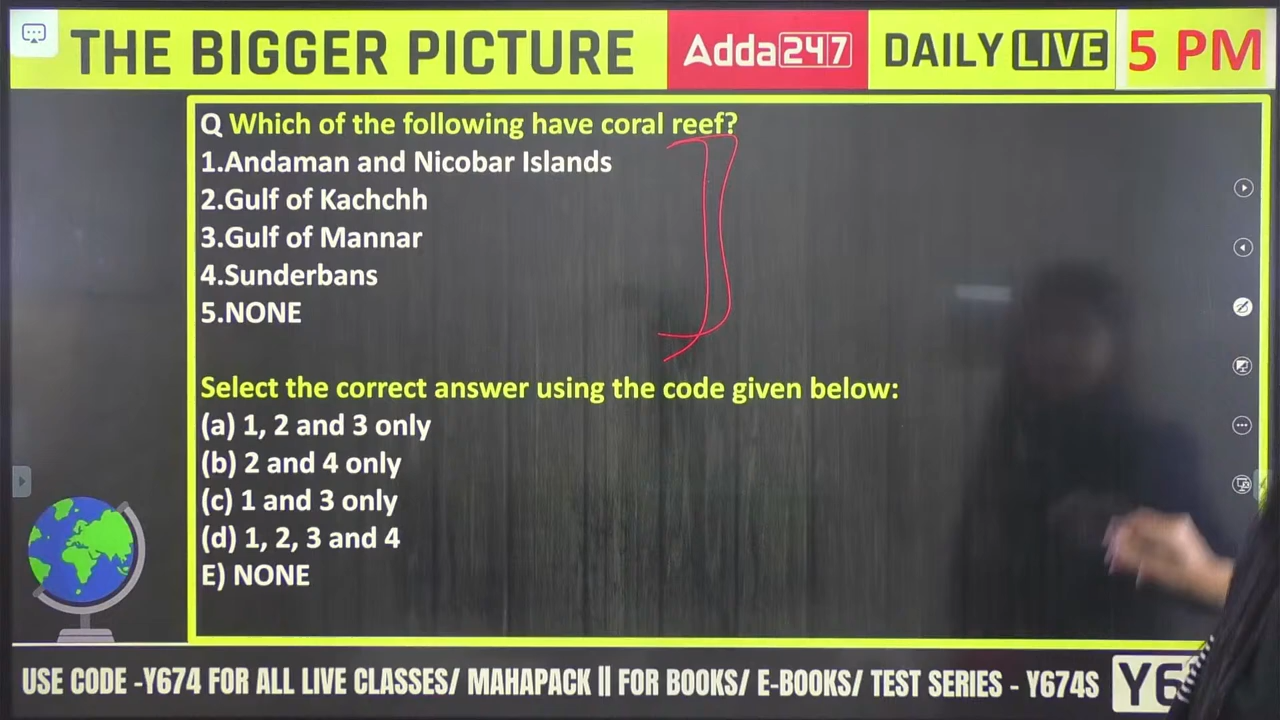 THE BIGGER PICTURE
Adda247
DAILY LIVE
5 PM
Q Which of the following have coral reef?
1.Andaman and Nicobar Islands
2.Gulf of Kachchh
3.Gulf of Mannar
4.Sunderbans
5.NONE
Select the correct answer using the code given below:
(a) 1, 2 and 3 only
(b) 2 and 4 only
(c) 1 and 3 only
(d) 1, 2, 3 and 4
E) NONE
USE CODE -Y674 FOR ALL LIVE CLASSES/ MAHAPACK || FOR BOOKS/ E-BOOKS/ TEST SERIES - Y674S